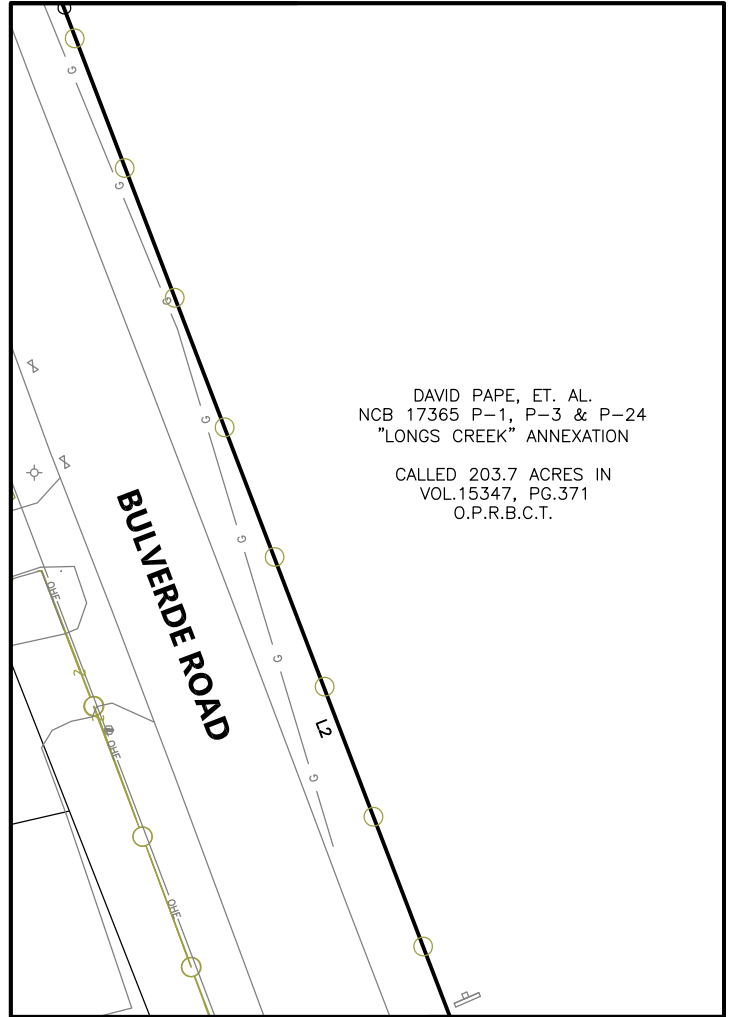 G
G
G
G
G
G
G
DAVID PAPE, ET. AL.
NCB 17365 P-1, P-3 & P-24
"LONGS CREEK" ANNEXATION
CALLED 203.7 ACRES IN
VOL.15347, PG.371
O.P.R.B.C.T.
BULVERDE ROAD
L2
OHE
2
OHE
OHE